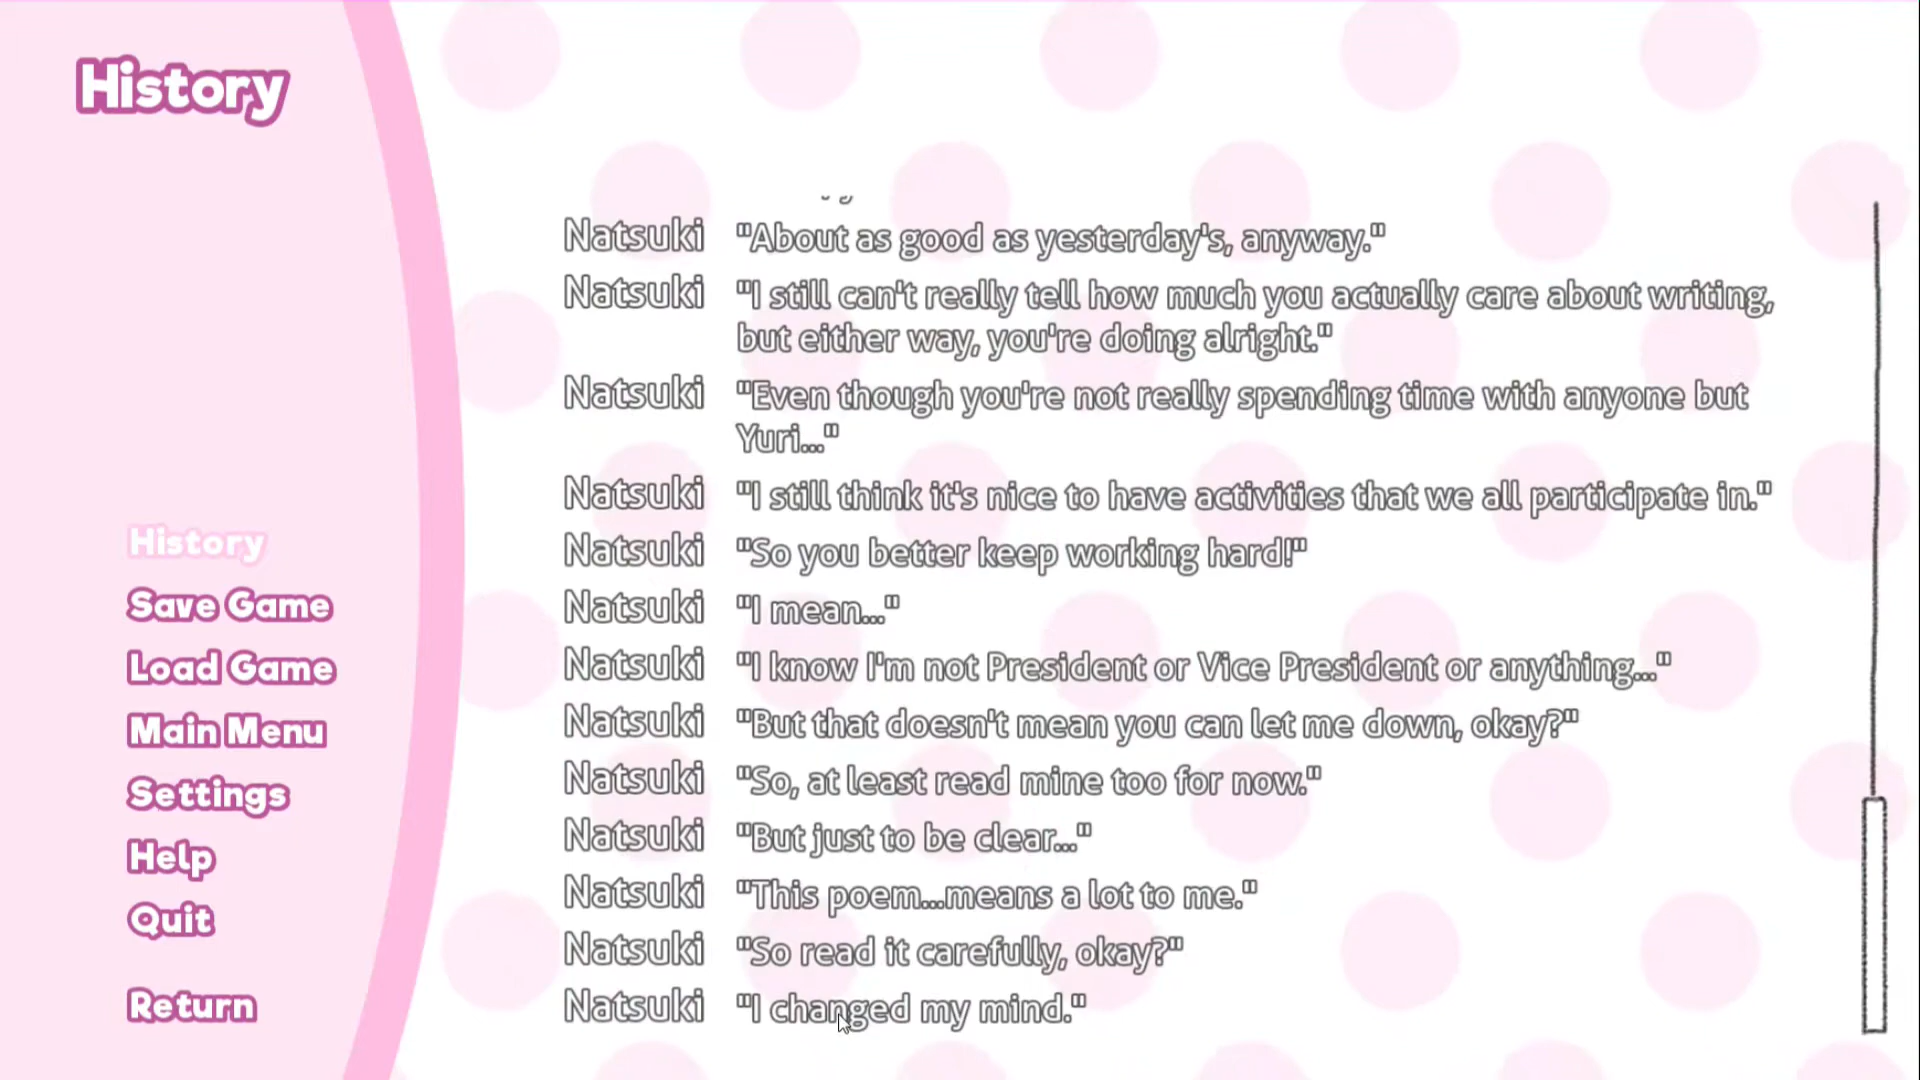 History
Natsuki "About as good as yesterday's, anyway."
Natsuki "I still can't really tell how much you actually care about writing,
but either way, you're doing alright."
Natsuki "Even though you're not really spending time with anyone but
Yuri..."
Natsuki "I still think it's nice to have activities that we all participate in."
Natsuki "So you better keep working hard!"
Natsuki "I mean..."
Natsuki "I know I'm not President or Vice President or anything..."
Natsuki "But that doesn't mean you can let me down, okay?"
Natsuki "So, at least read mine too for now."
Natsuki "But just to be clear..."
Natsuki "This poem...means a lot to me."
Natsuki "So read it carefully, okay?"
Natsuki "I changed my mind."
History
Save Game
Load Game
Main Menu
Settings
Help
Quit
Return